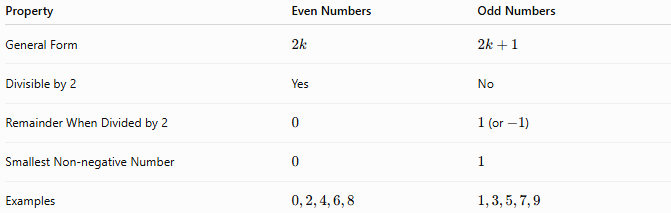 Property Even Numbers Odd Numbers
General Form 2k 2k + 1
Divisible by 2 Yes No
Remainder When Divided by 2 0 1 (or −1)
Smallest Non-negative Number 0 1
Examples 0, 2, 4, 6, 8 1, 3, 5, 7, 9